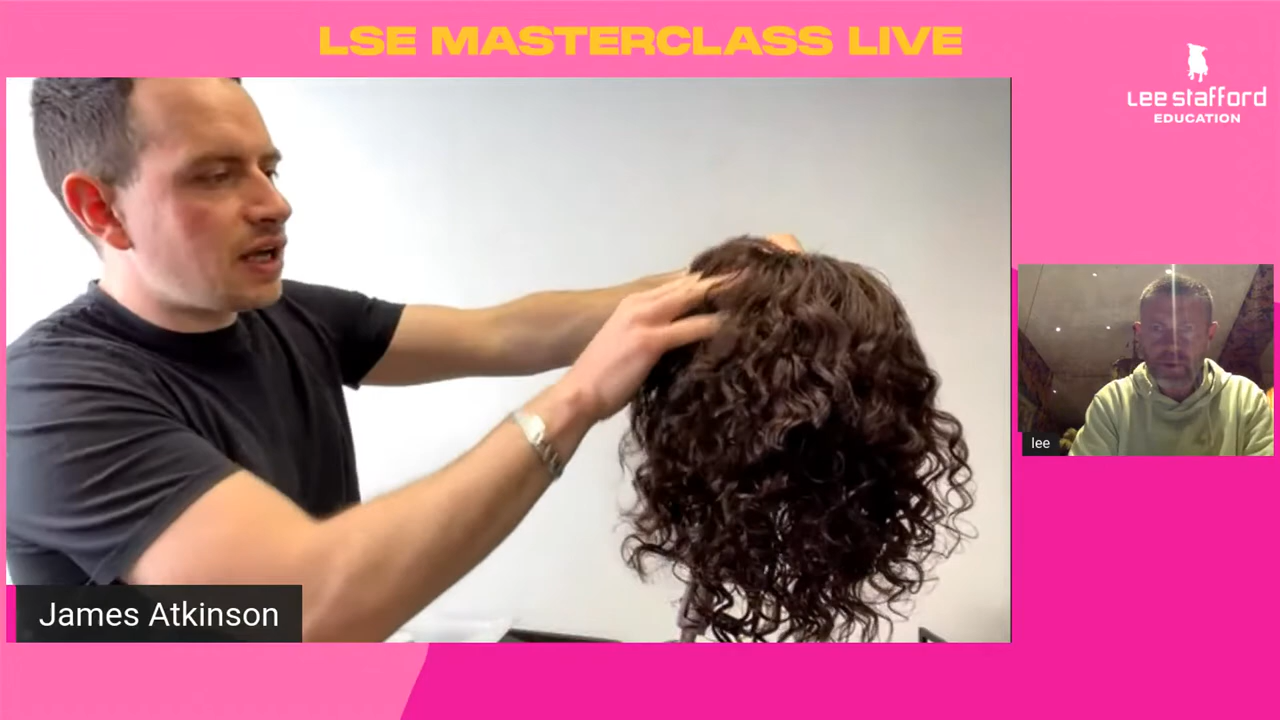 LSE MASTERCLASS LIVE
Lee Stafford
EDUCATION
lee
James Atkinson